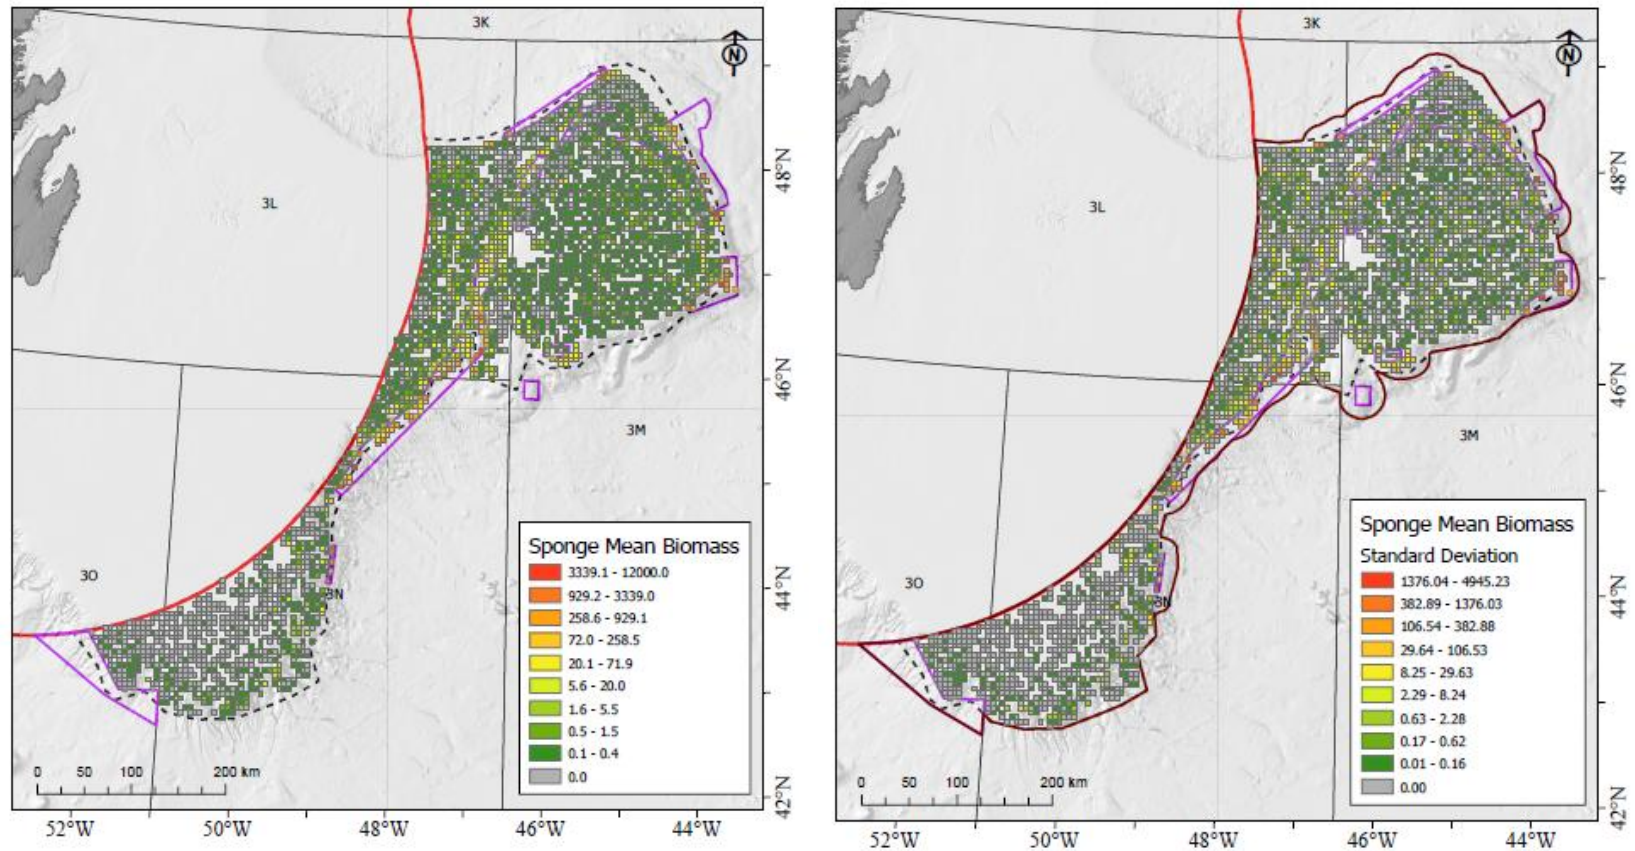 3K
N
3L
48°N
46°N
3M
3O
3N
44°N
42°N
Sponge Mean Biomass
3339.1 - 12000.0
929.2 - 3339.0
258.6 - 929.1
72.0 - 258.5
20.1 - 71.9
5.6 - 20.0
1.6 - 5.5
0.5 - 1.5
0.1 - 0.4
0.0
0 50 100 200 km
52°W 50°W 48°W 46°W 44°W
3K
N
3L
48°N
46°N
3M
3O
3N
44°N
42°N
Sponge Mean Biomass
Standard Deviation
1376.04 - 4945.23
382.89 - 1376.03
106.54 - 382.88
29.64 - 106.53
8.25 - 29.63
2.29 - 8.24
0.63 - 2.28
0.17 - 0.62
0.01 - 0.16
0.00
0 50 100 200 km
52°W 50°W 48°W 46°W 44°W